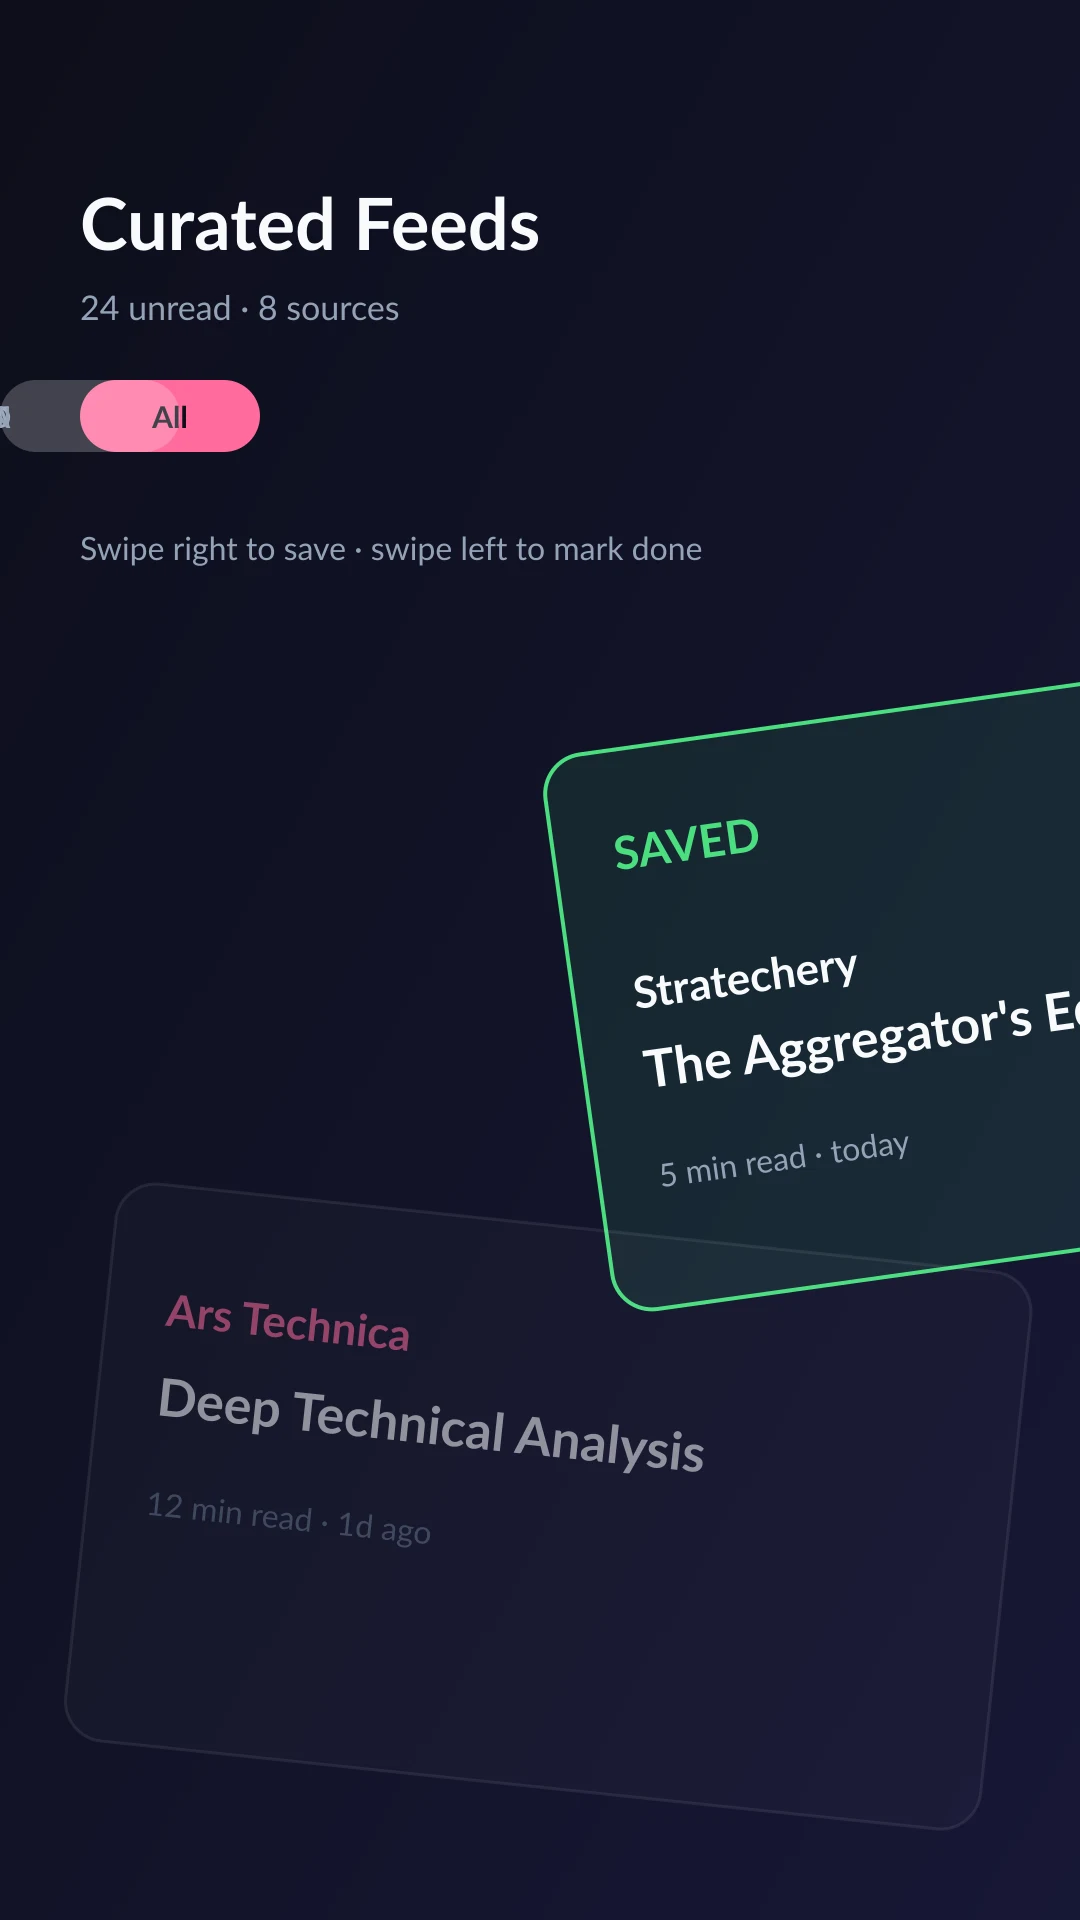 Curated Feeds
24 unread · 8 sources
All
Swipe right to save · swipe left to mark done
SAVED
Stratechery
The Aggregator's
5 min read · today
Ars Technica
Deep Technical Analysis
12 min read · 1d ago